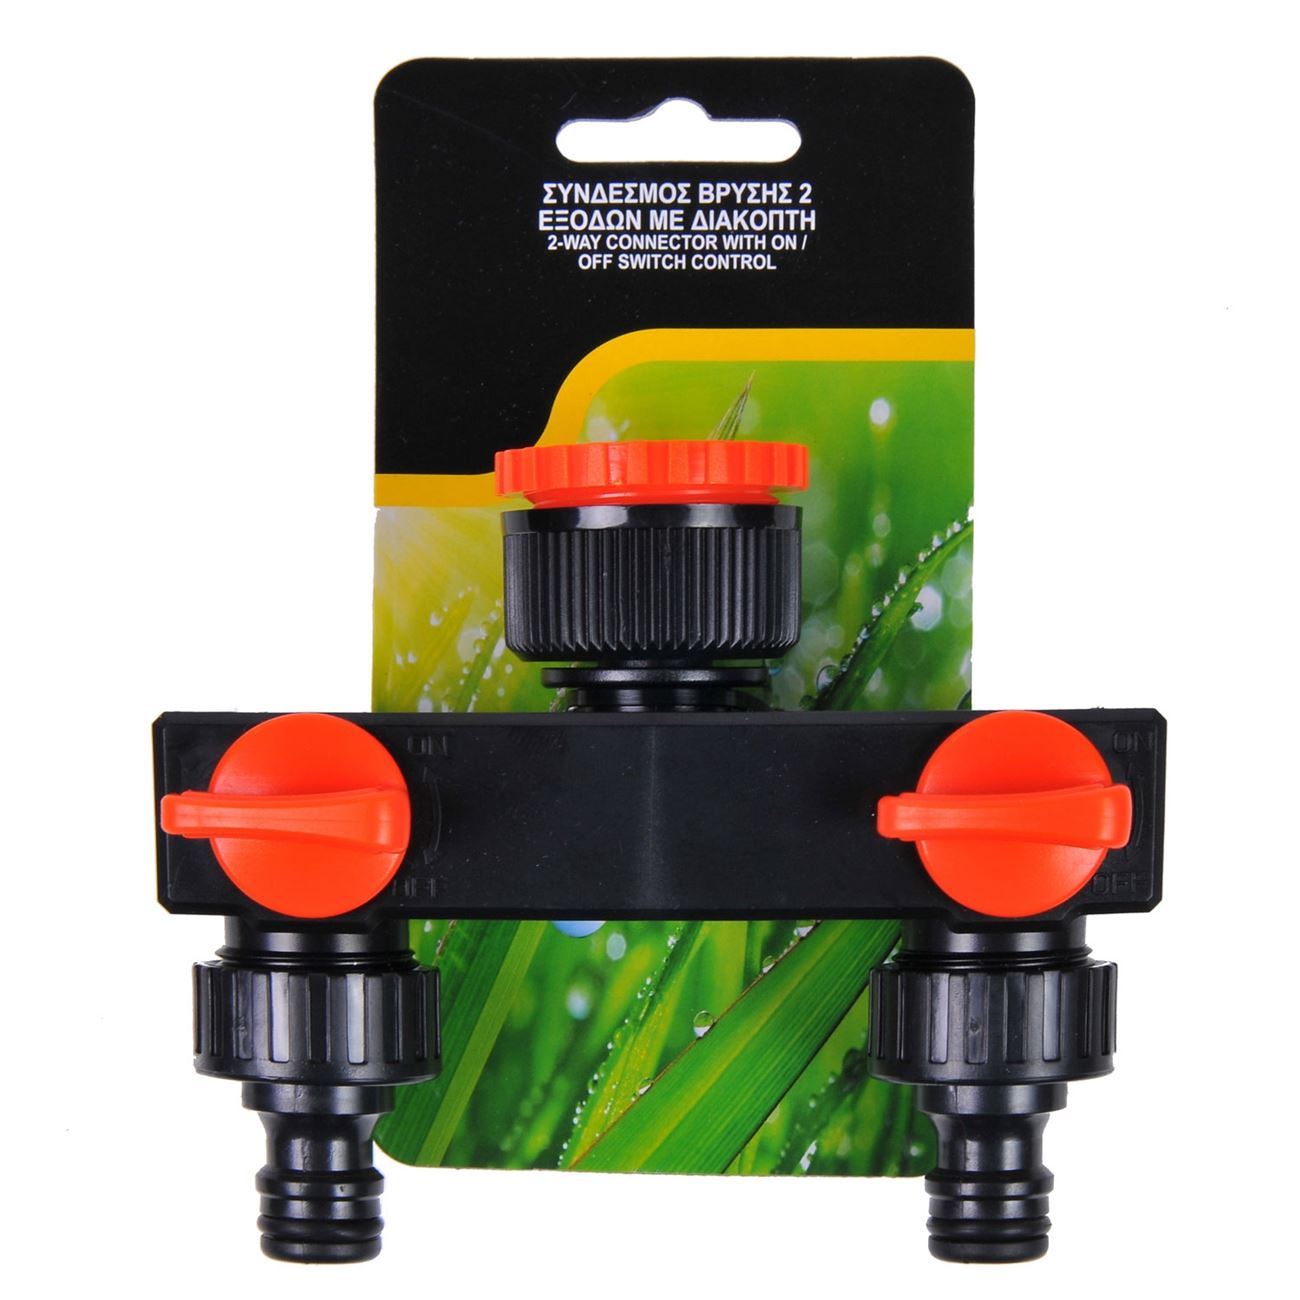 ΣΥΝΔΕΣΜΟΣ ΒΡΥΣΗΣ 2
ΕΞΟΔΩΝ ΜΕ ΔΙΑΚΟΠΤΗ
2-WAY CONNECTOR WITH ON /
OFF SWITCH CONTROL
ON
ON
OFF
OFF